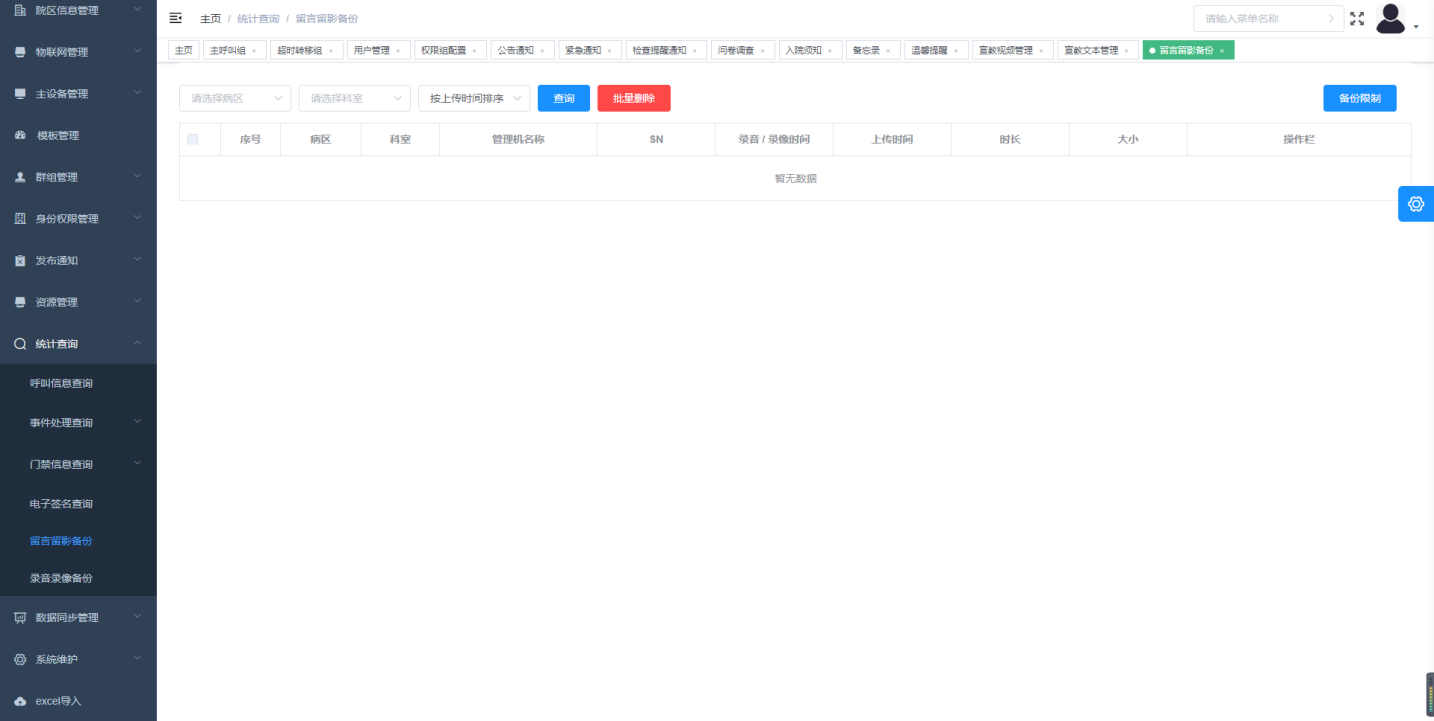 院区信息管理
物联网管理
主设备管理
模板管理
群组管理
身份权限管理
发布通知
资源管理
统计查询
呼叫信息查询
事件处理查询
门禁信息查询
电子签名查询
留言留影备份
录音录像备份
数据同步管理
系统维护
excel导入
主页 / 统计查询 / 留言留影备份
请输入菜单名称
主页 主呼叫组 × 超时转移组 × 用户管理 × 权限组配置 × 公告通知 × 紧急通知 × 检查提醒通知 × 问卷调查 × 入院须知 × 备忘录 × 温馨提醒 × 宣教视频管理 × 宣教文本管理 × 留言留影备份 ×
请选择病区 请选择科室 按上传时间排序 查询 批量删除 备份限制
序号 病区 科室 管理机名称 SN 录音 / 录像时间 上传时间 时长 大小 操作栏
暂无数据